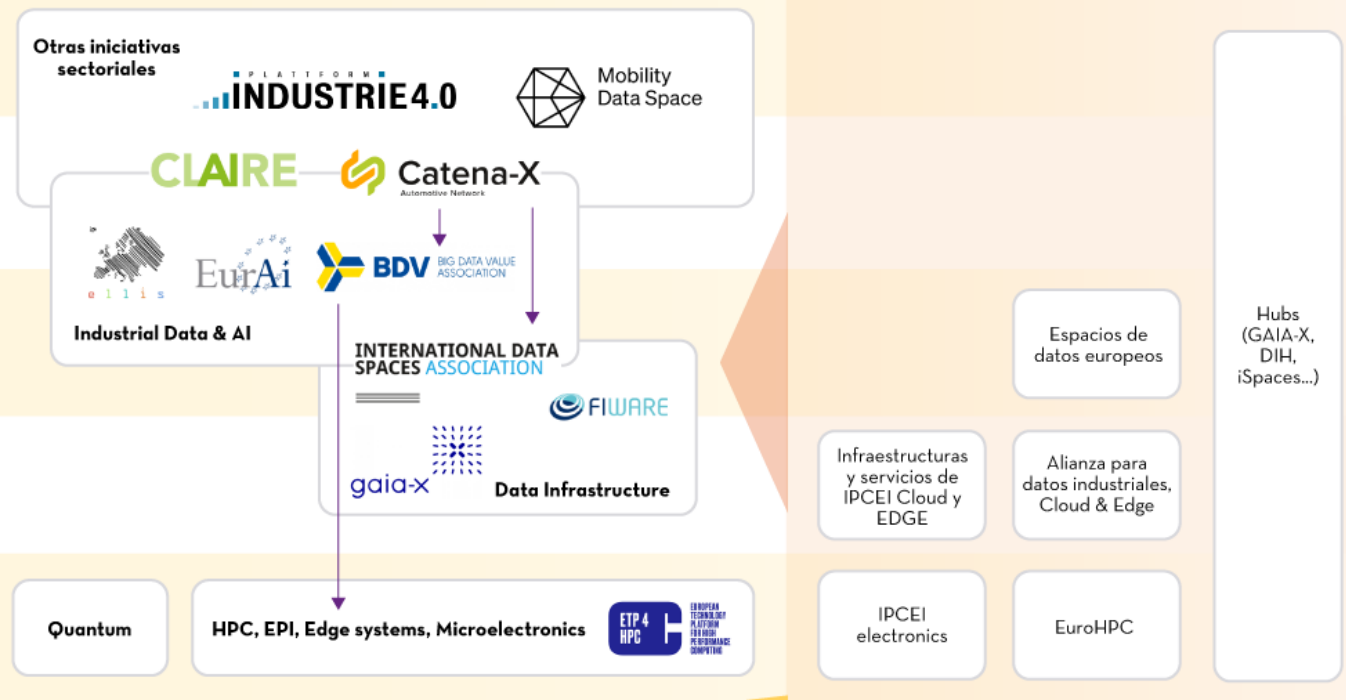 Otras iniciativas
sectoriales
PLATTFORM
INDUSTRIE4.0
Mobility
Data Space
CLAIRE
Catena-X
Automotive Network
ellis
EurAi
BDV
BIG DATA VALUE
ASSOCIATION
Industrial Data & AI
INTERNATIONAL DATA
SPACES ASSOCIATION
FIWARE
gaia-x
Data Infrastructure
Quantum
HPC, EPI, Edge systems, Microelectronics
ETP 4
HPC
EUROPEAN
TECHNOLOGY
PLATFORM
FOR HIGH
PERFORMANCE
COMPUTING
Espacios de
datos europeos
Infraestructuras
y servicios de
IPCEI Cloud y
EDGE
Alianza para
datos industriales,
Cloud & Edge
IPCEI
electronics
EuroHPC
Hubs
(GAIA-X,
DIH,
iSpaces...)